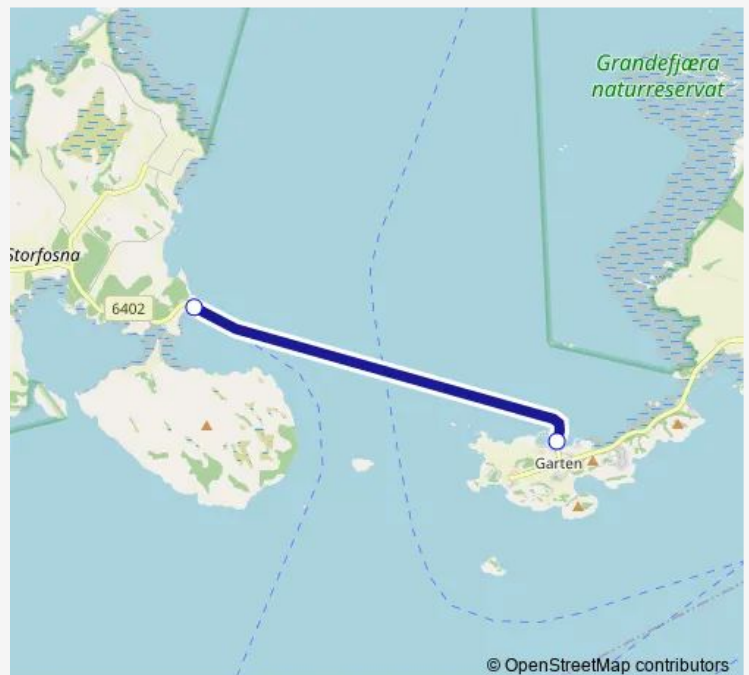 Grandefjæra
naturreservat
Storfosna
6402
Garten
© OpenStreetMap contributors